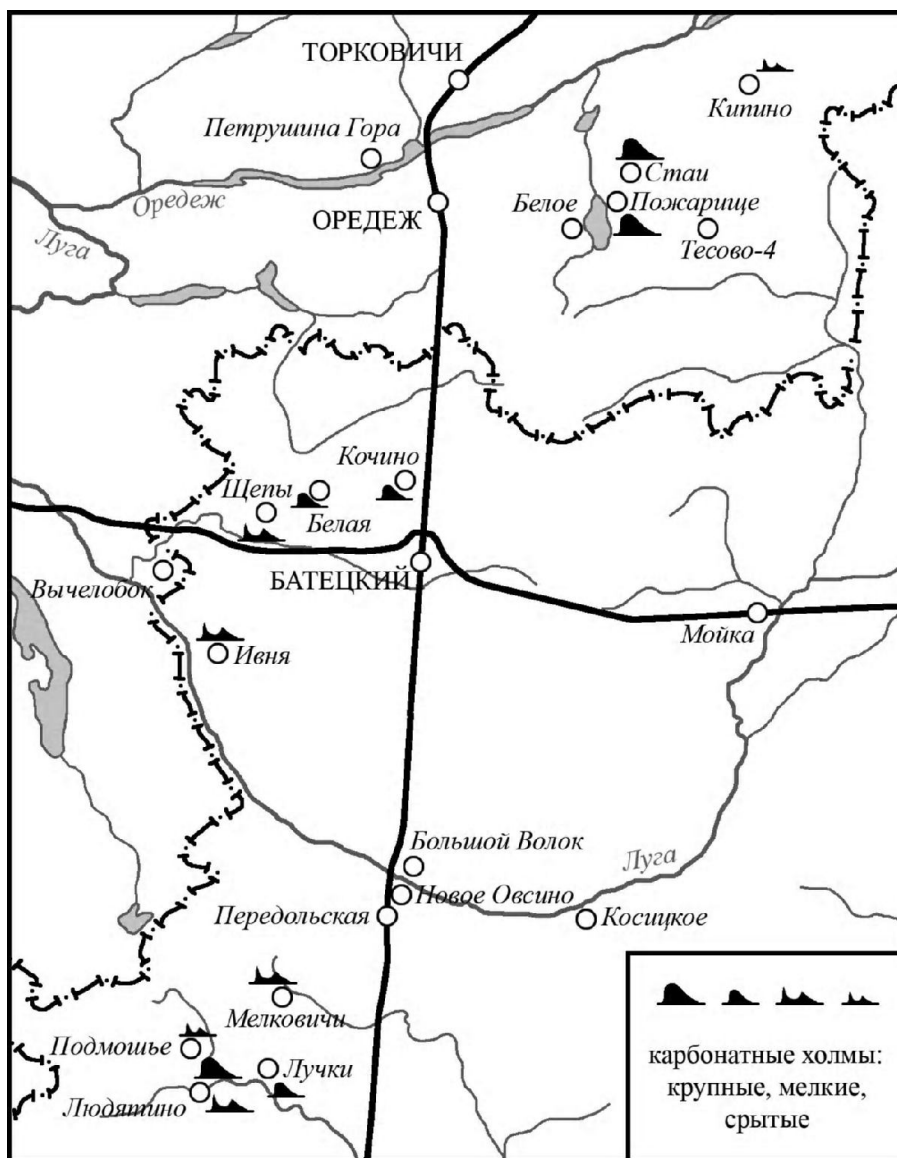 ТОРКОВИЧИ
Кипино
Петрушина Гора
Стаи
Оредеж
ОРЕДЕЖ
Белое
Пожарище
Луга
Тесово-4
Кочино
Щепы
Белая
БАТЕЦКИЙ
Вычелобок
Мойка
Ивня
Большой Волок
Луга
Новое Овсино
Передольская
Косицкое
Мелковичи
Подмошье
Лучки
Людятино
карбонатные холмы:
крупные, мелкие,
срытые